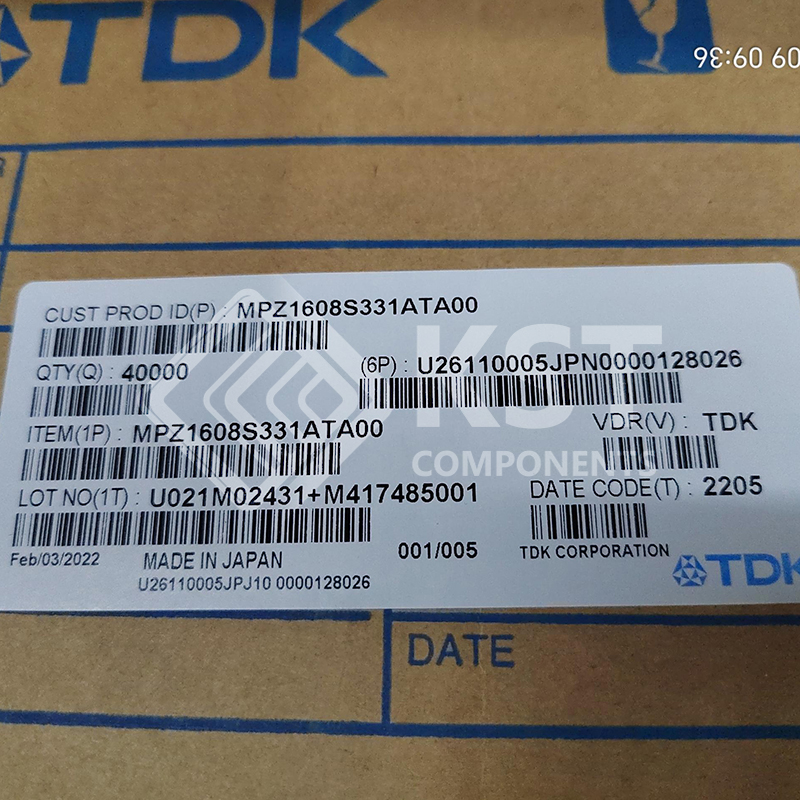 TDK
09 09:39
CUST PROD ID(P) : MPZ1608S331ATA00
QTY(Q) : 40000
(6P) : U26110005JPN0000128026
ITEM(1P) : MPZ1608S331ATA00
VDR(V) : TDK
KST
COMPONENTS
LOT NO(1T) : U021M02431+M417485001
DATE CODE(T) : 2205
Feb/03/2022
MADE IN JAPAN
001/005
TDK CORPORATION
U26110005JPJ10 0000128026
TDK
DATE